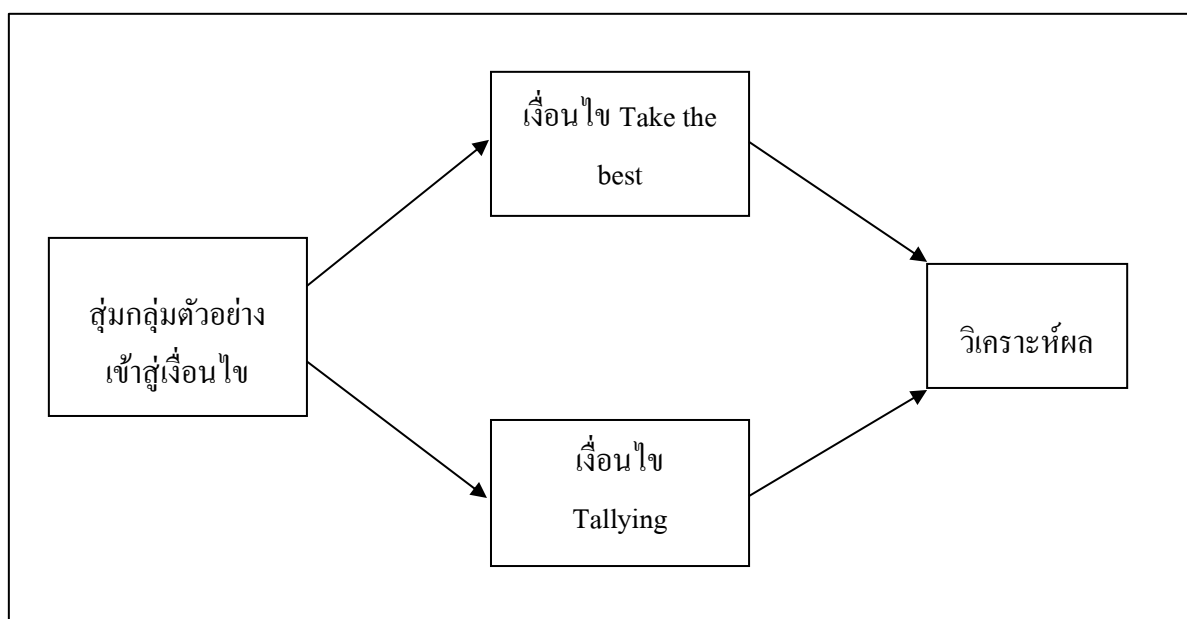 สุ่มกลุ่มตัวอย่าง
เข้าสู่เงื่อนไข
เงื่อนไข Take the
best
เงื่อนไข
Tallying
วิเคราะห์ผล